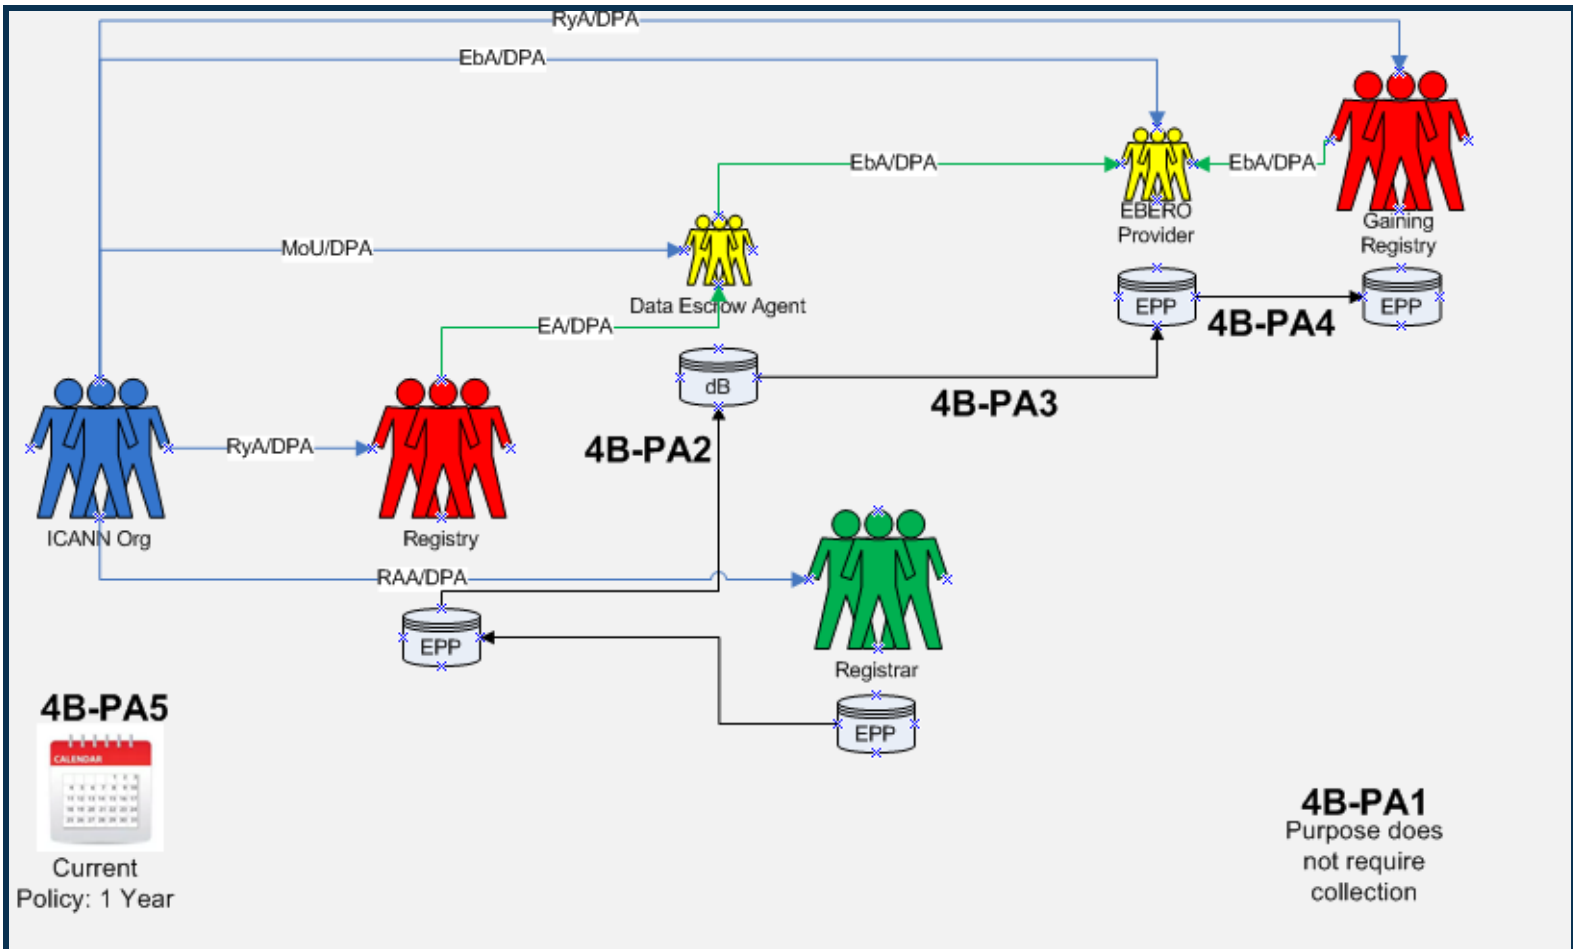 RyA/DPA
EbA/DPA
EbA/DPA
EbA/DPA
EBERO
Provider
Gaining
Registry
MoU/DPA
Data Escrow Agent
EPP
EPP
4B-PA4
EA/DPA
dB
4B-PA3
RyA/DPA
4B-PA2
ICANN Org
Registry
RAA/DPA
EPP
Registrar
EPP
4B-PA5
CALENDAR
Current
Policy: 1 Year
4B-PA1
Purpose does
not require
collection